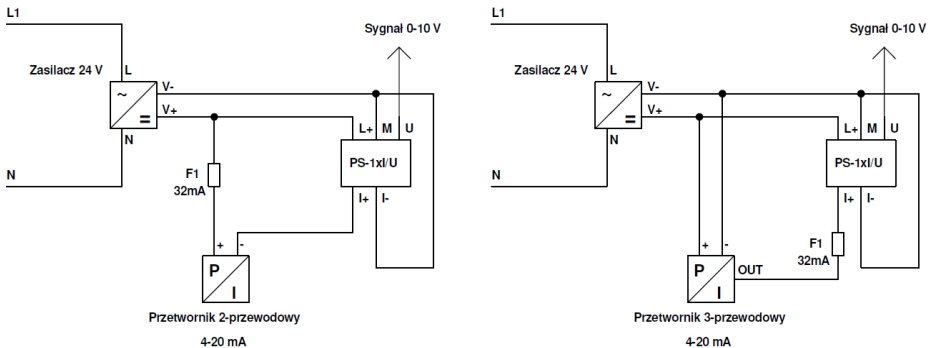 L1
Sygnał 0-10 V
Zasilacz 24 V
L
~
=
V-
V+
N
L+ M U
PS-1xI/U
I+ I-
N
F1
32mA
+ -
P
I
Przetwornik 2-przewodowy
4-20 mA
L1
Sygnał 0-10 V
Zasilacz 24 V
L
~
=
V-
V+
N
L+ M U
PS-1xI/U
I+ I-
N
F1
32mA
+ -
P
I
OUT
Przetwornik 3-przewodowy
4-20 mA